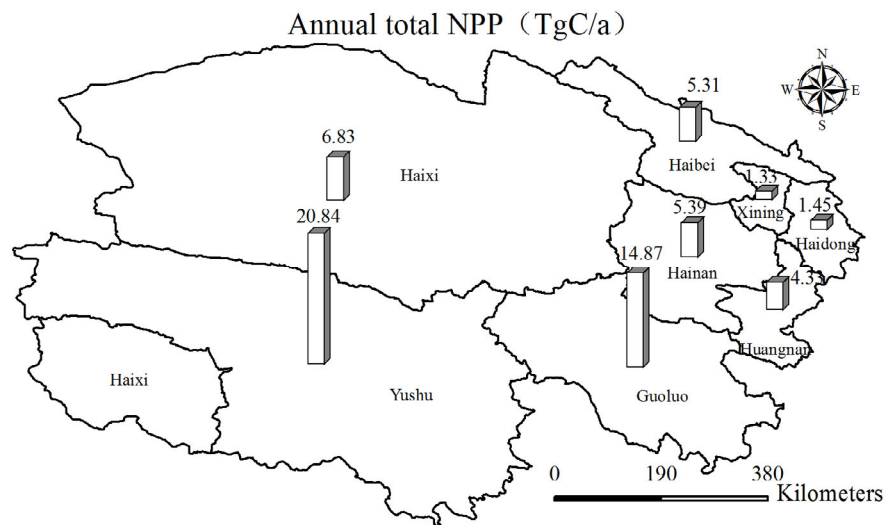 Annual total NPP（TgC/a）
N
W E
S
5.31
6.83
Haibei
Haixi
1.33
Xining
1.45
Haidong
5.39
Hainan
20.84
14.87
4.33
Huangnan
Haixi
Yushu
Guoluo
0 190 380
Kilometers